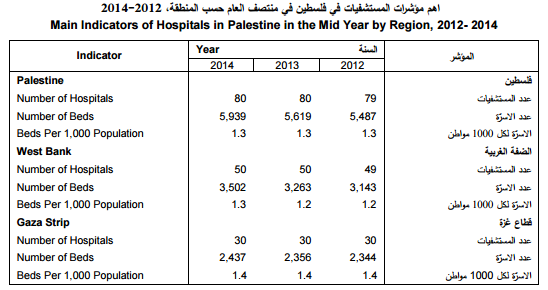 اهم مؤشرات المستشفيات في فلسطين في منتصف العام حسب المنطقة، 2012-2014
Main Indicators of Hospitals in Palestine in the Mid Year by Region, 2012- 2014
Indicator Year السنة المؤشر
2014 2013 2012
Palestine فلسطين
Number of Hospitals 80 80 79 عدد المستشفيات
Number of Beds 5,939 5,619 5,487 عدد الاسرّة
Beds Per 1,000 Population 1.3 1.3 1.3 الاسرّة لكل 1000 مواطن
West Bank الضفة الغربية
Number of Hospitals 50 50 49 عدد المستشفيات
Number of Beds 3,502 3,263 3,143 عدد الاسرّة
Beds Per 1,000 Population 1.3 1.2 1.2 الاسرّة لكل 1000 مواطن
Gaza Strip قطاع غزة
Number of Hospitals 30 30 30 عدد المستشفيات
Number of Beds 2,437 2,356 2,344 عدد الاسرّة
Beds Per 1,000 Population 1.4 1.4 1.4 الاسرّة لكل 1000 مواطن